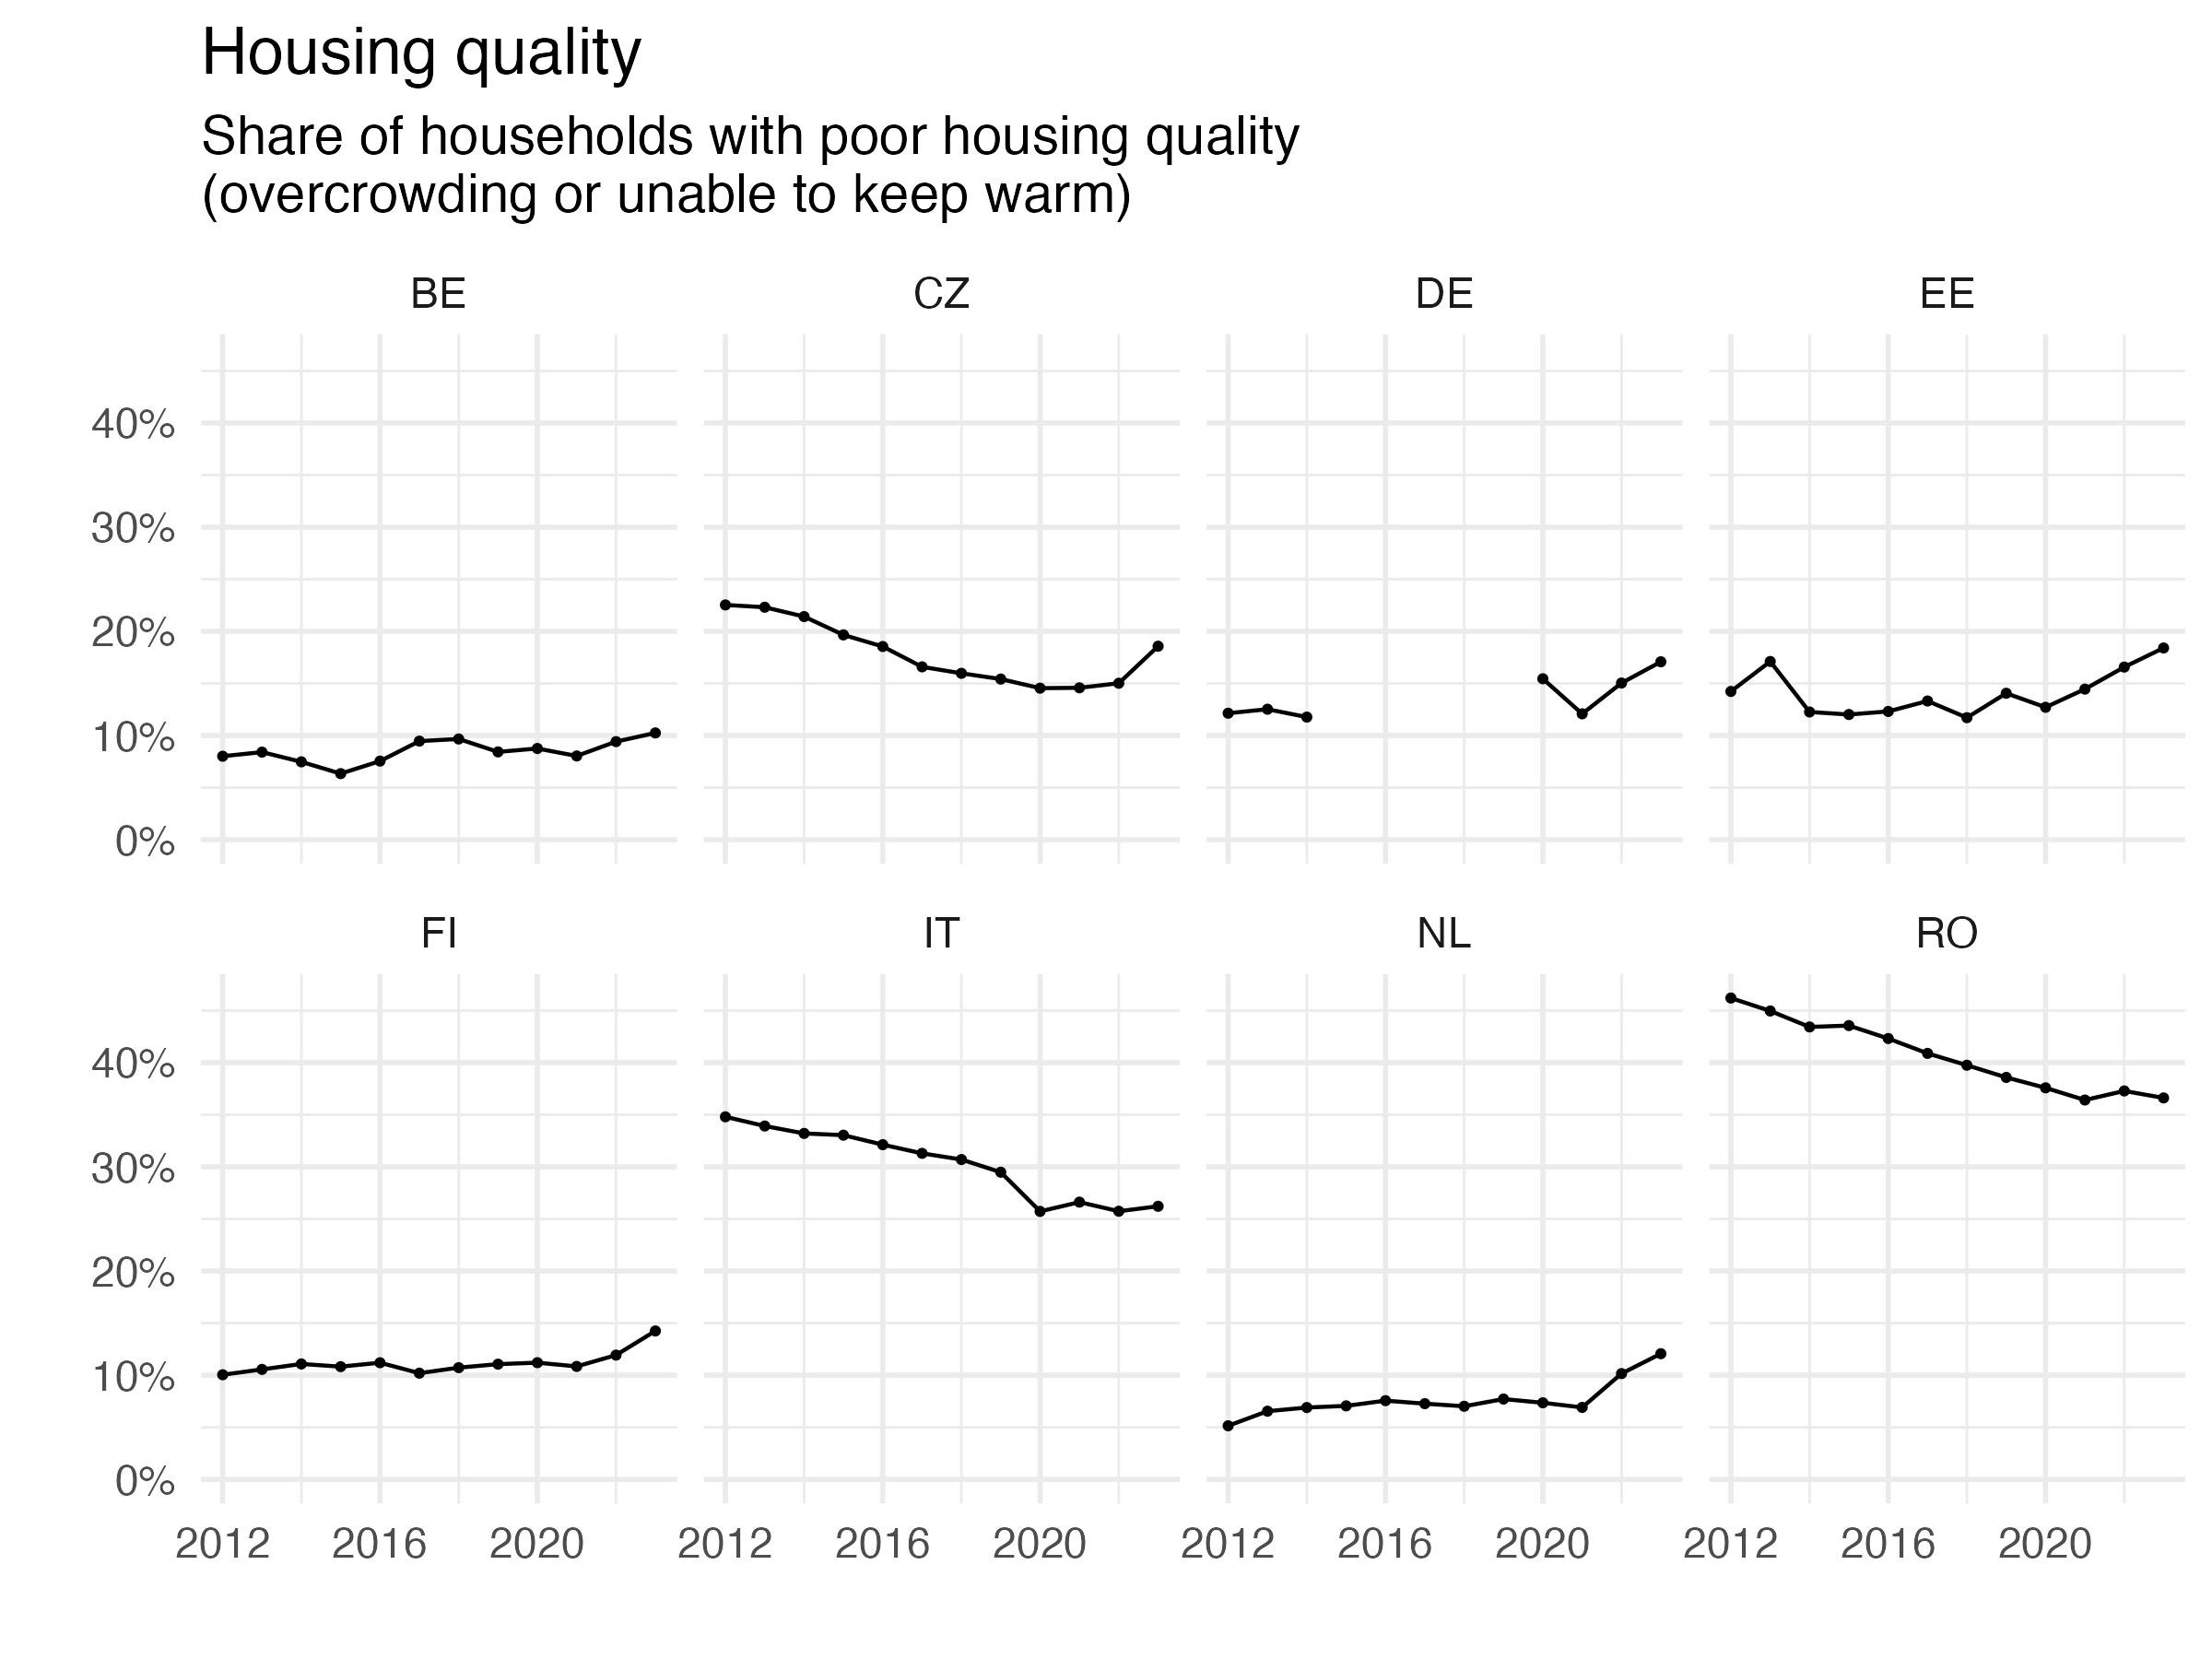 Housing quality
Share of households with poor housing quality
(overcrowding or unable to keep warm)
BE CZ DE EE
40%
30%
20%
10%
0%
FI IT NL RO
40%
30%
20%
10%
0%
2012 2016 2020 2012 2016 2020 2012 2016 2020 2012 2016 2020